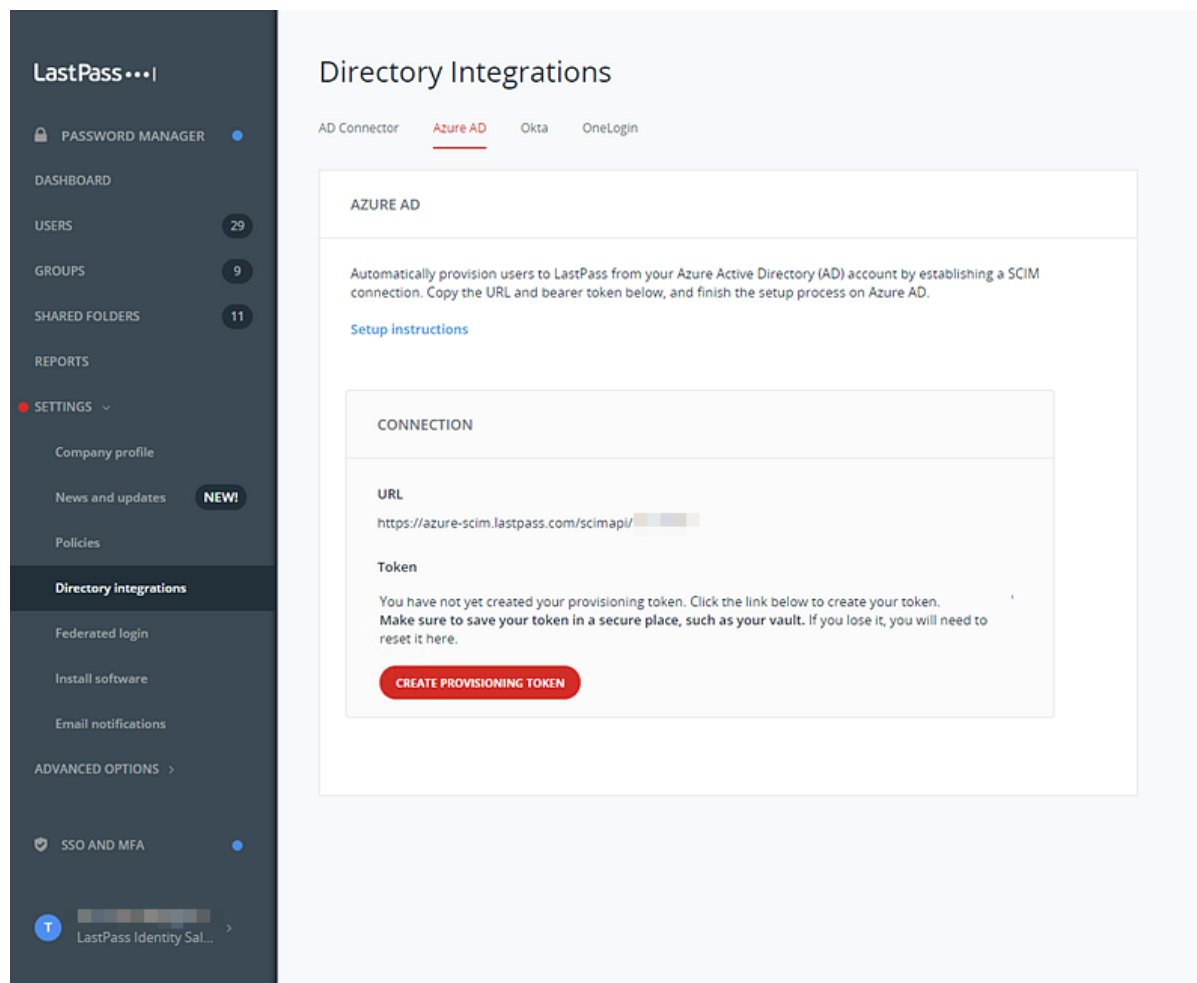 LastPass
PASSWORD MANAGER
DASHBOARD
USERS 29
GROUPS 9
SHARED FOLDERS 11
REPORTS
SETTINGS
Company profile
News and updates NEW!
Policies
Directory integrations
Federated login
Install software
Email notifications
ADVANCED OPTIONS
SSO AND MFA
T
LastPass Identity Sal...
Directory Integrations
AD Connector Azure AD Okta OneLogin
AZURE AD
Automatically provision users to LastPass from your Azure Active Directory (AD) account by establishing a SCIM
connection. Copy the URL and bearer token below, and finish the setup process on Azure AD.
Setup instructions
CONNECTION
URL
https://azure-scim.lastpass.com/scimapi/
Token
You have not yet created your provisioning token. Click the link below to create your token.
Make sure to save your token in a secure place, such as your vault. If you lose it, you will need to
reset it here.
CREATE PROVISIONING TOKEN